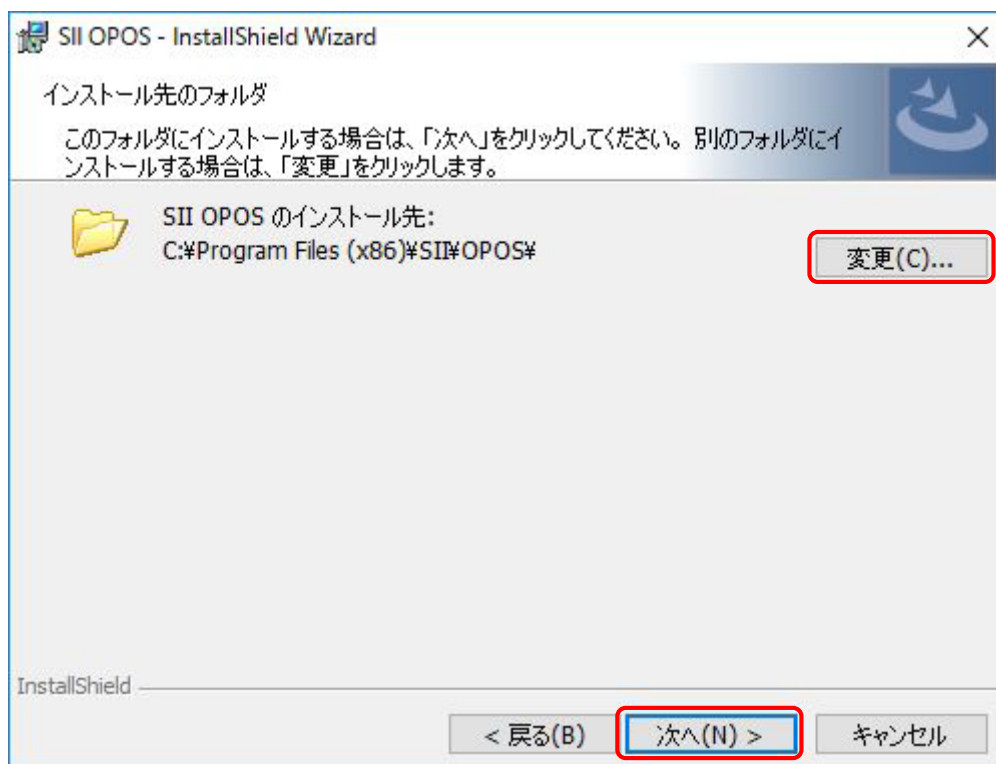 SII OPOS - InstallShield Wizard
インストール先のフォルダ
このフォルダにインストールする場合は、「次へ」をクリックしてください。別のフォルダにイ
ンストールする場合は、「変更」をクリックします。
SII OPOS のインストール先:
C:¥Program Files (x86)¥SII¥OPOS¥
変更(C)...
InstallShield
< 戻る(B)
次へ(N) >
キャンセル